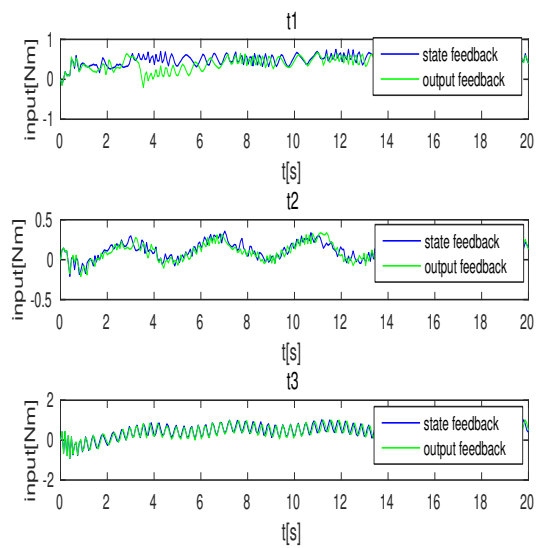 t1
input[Nm]
1
0
-1
state feedback
output feedback
0 2 4 6 8 10 12 14 16 18 20
t[s]
t2
input[Nm]
0.5
0
-0.5
state feedback
output feedback
0 2 4 6 8 10 12 14 16 18 20
t[s]
t3
input[Nm]
2
0
-2
state feedback
output feedback
0 2 4 6 8 10 12 14 16 18 20
t[s]